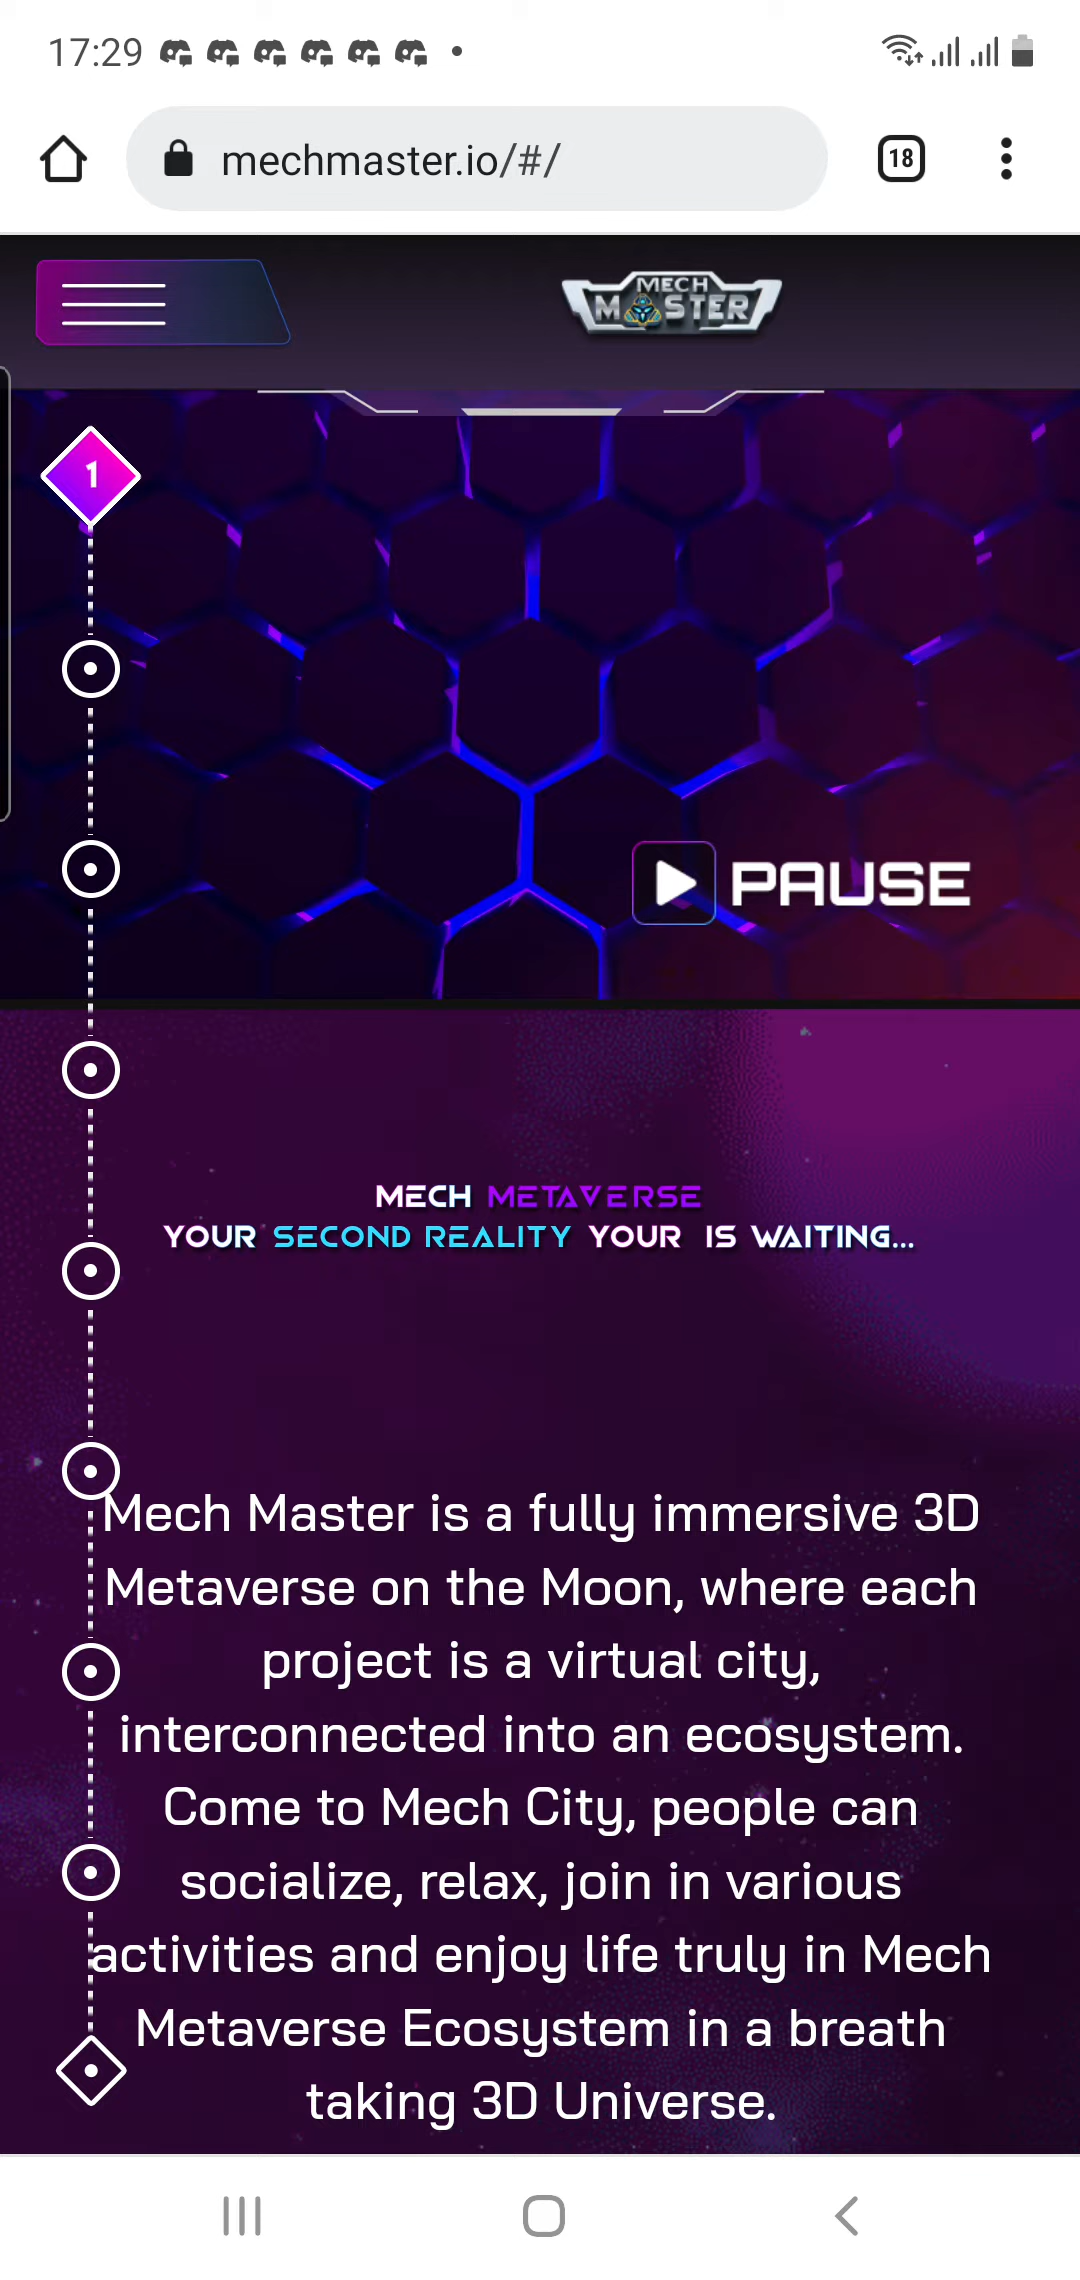 17:29
mechmaster.io/#/
18
MECH
MASTER
1
PAUSE
MECH METAVERSE
YOUR SECOND REALITY YOUR IS WAITING...
Mech Master is a fully immersive 3D
Metaverse on the Moon, where each
project is a virtual city,
interconnected into an ecosystem.
Come to Mech City, people can
socialize, relax, join in various
activities and enjoy life truly in Mech
Metaverse Ecosystem in a breath
taking 3D Universe.